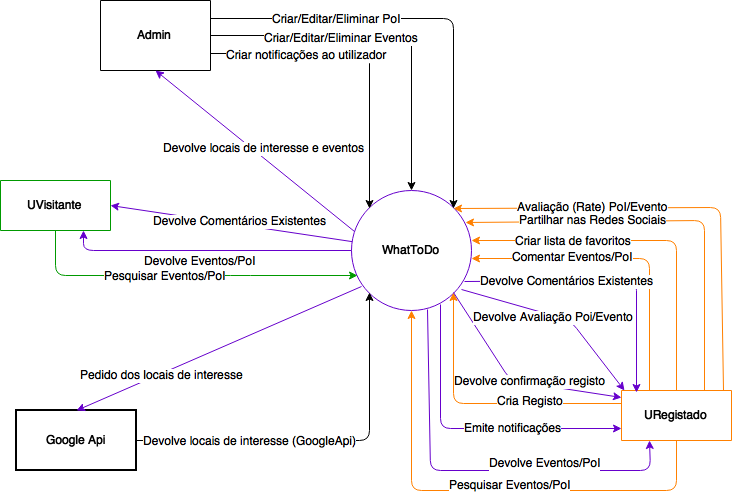 Criar/Editar/Eliminar PoI
Admin
Criar/Editar/Eliminar Eventos
Criar notificações ao utilizador
Devolve locais de interesse e eventos
UVisitante
Devolve Comentários Existentes
Avaliação (Rate) PoI/Evento
Partilhar nas Redes Sociais
WhatToDo
Criar lista de favoritos
Devolve Eventos/PoI
Comentar Eventos/PoI
Pesquisar Eventos/PoI
Devolve Comentários Existentes
Devolve Avaliação Poi/Evento
Pedido dos locais de interesse
Devolve confirmação registo
Cria Registo
URegistado
Emite notificações
Google Api
Devolve locais de interesse (GoogleApi)
Devolve Eventos/PoI
Pesquisar Eventos/PoI